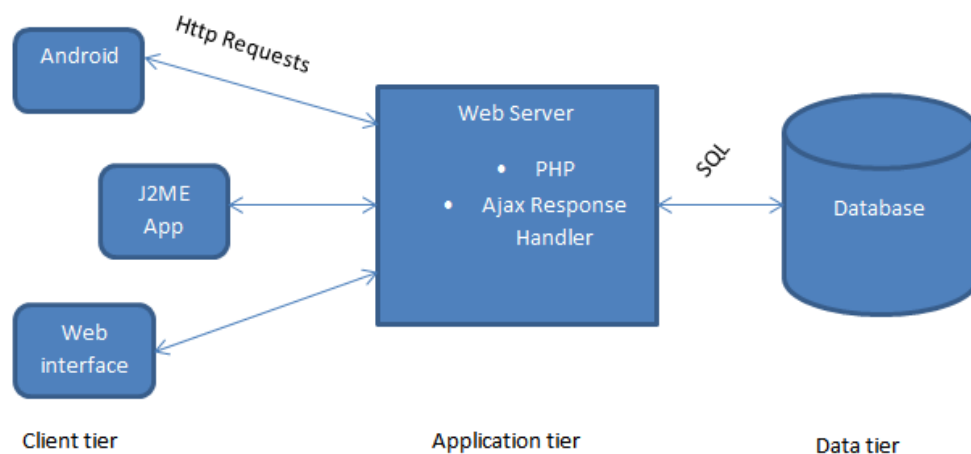 Android
Http Requests
Web Server
• PHP
• Ajax Response
Handler
J2ME
App
SQL
Database
Web
interface
Client tier
Application tier
Data tier